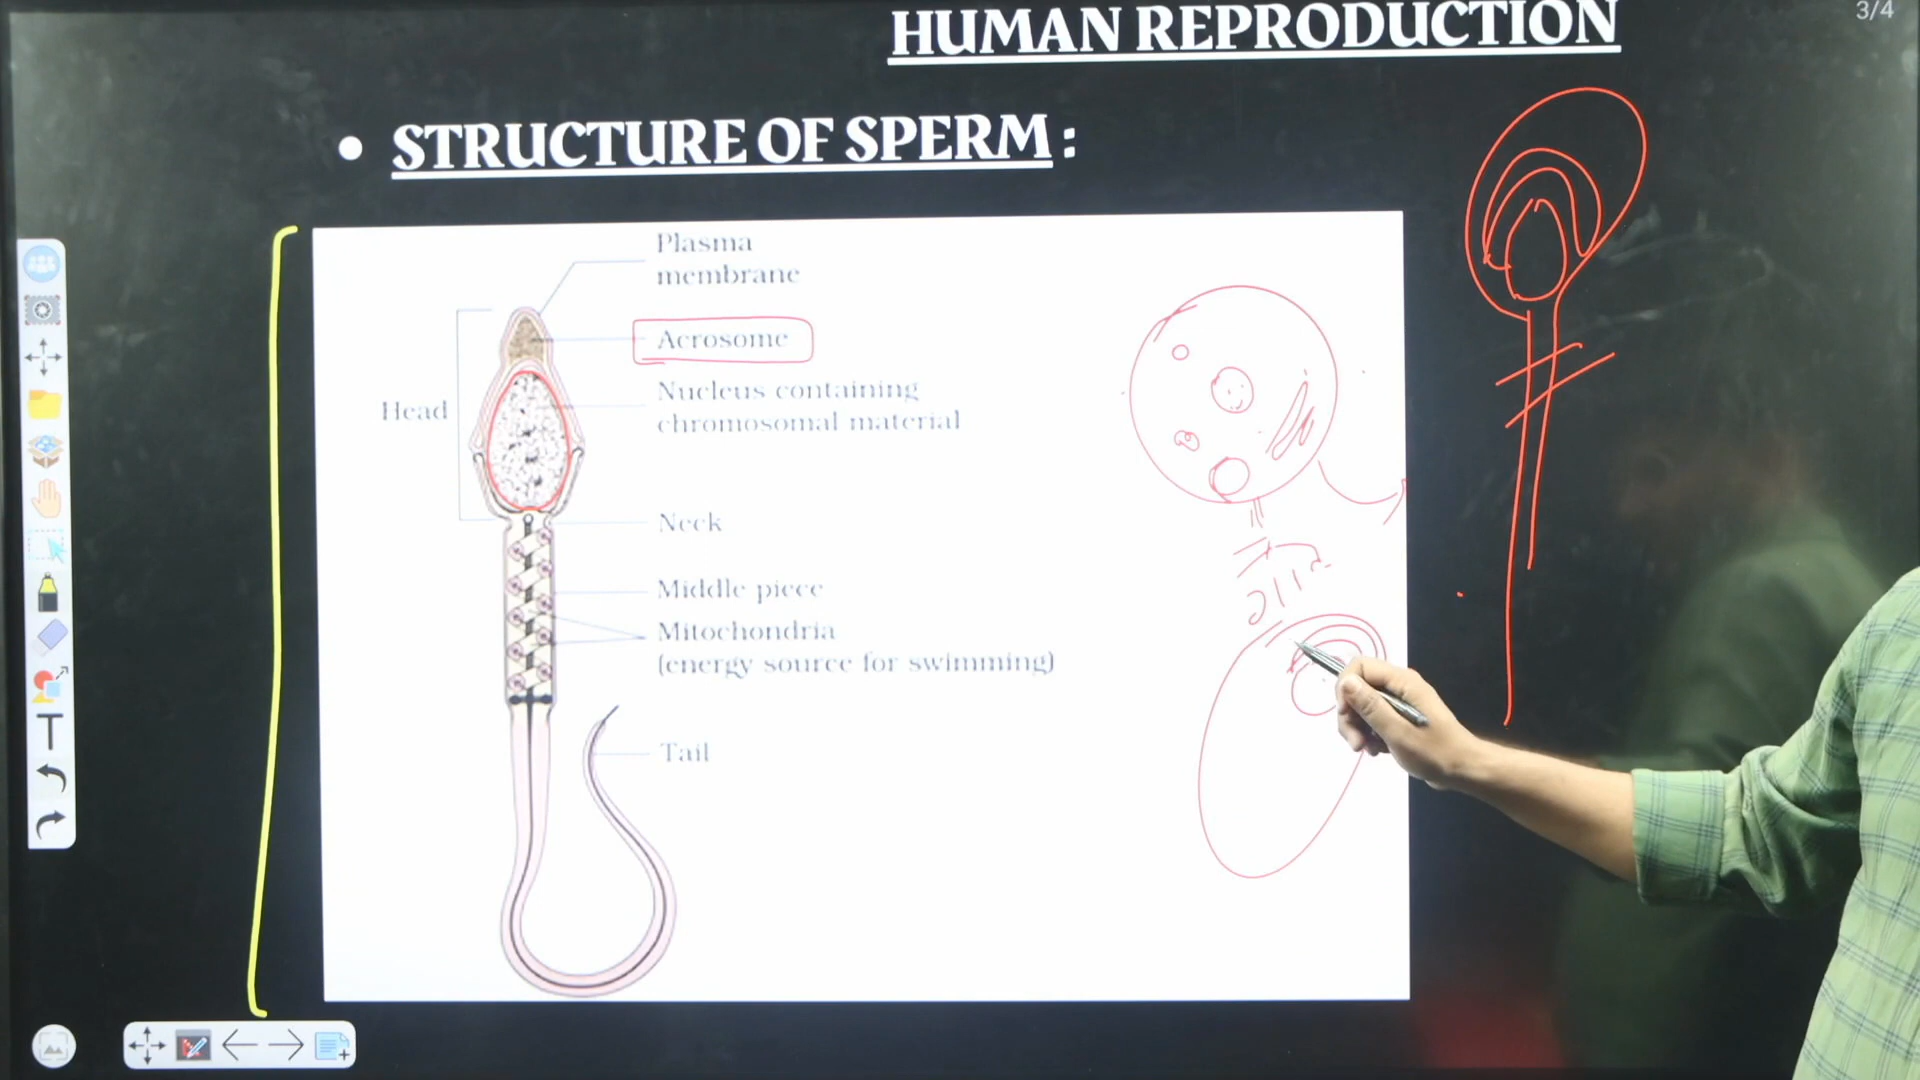 3/4
HUMAN REPRODUCTION
• STRUCTURE OF SPERM :
Plasma
membrane
Acrosome
Nucleus containing
chromosomal material
Head
Neck
Middle piece
Mitochondria
(energy source for swimming)
Tail
T